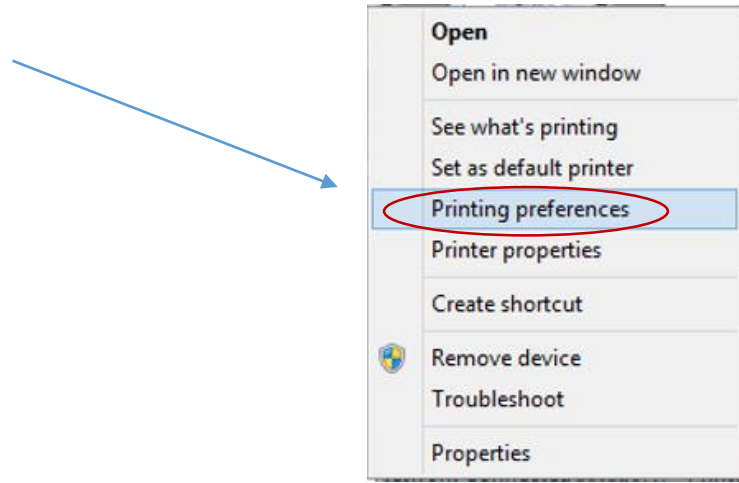 Open
Open in new window
See what's printing
Set as default printer
Printing preferences
Printer properties
Create shortcut
Remove device
Troubleshoot
Properties